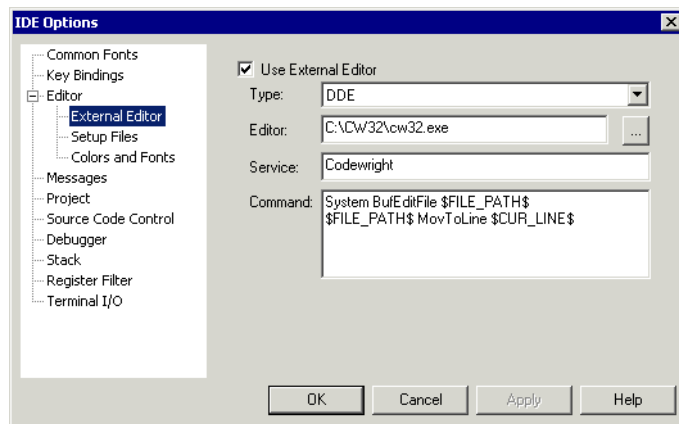 IDE Options
Common Fonts
Key Bindings
Editor
External Editor
Setup Files
Colors and Fonts
Messages
Project
Source Code Control
Debugger
Stack
Register Filter
Terminal I/O
Use External Editor
Type: DDE
Editor: C:\CW32\cw32.exe ...
Service: Codewright
Command: System BufEditFile $FILE_PATH$
$FILE_PATH$ MovToLine $CUR_LINE$
OK Cancel Apply Help